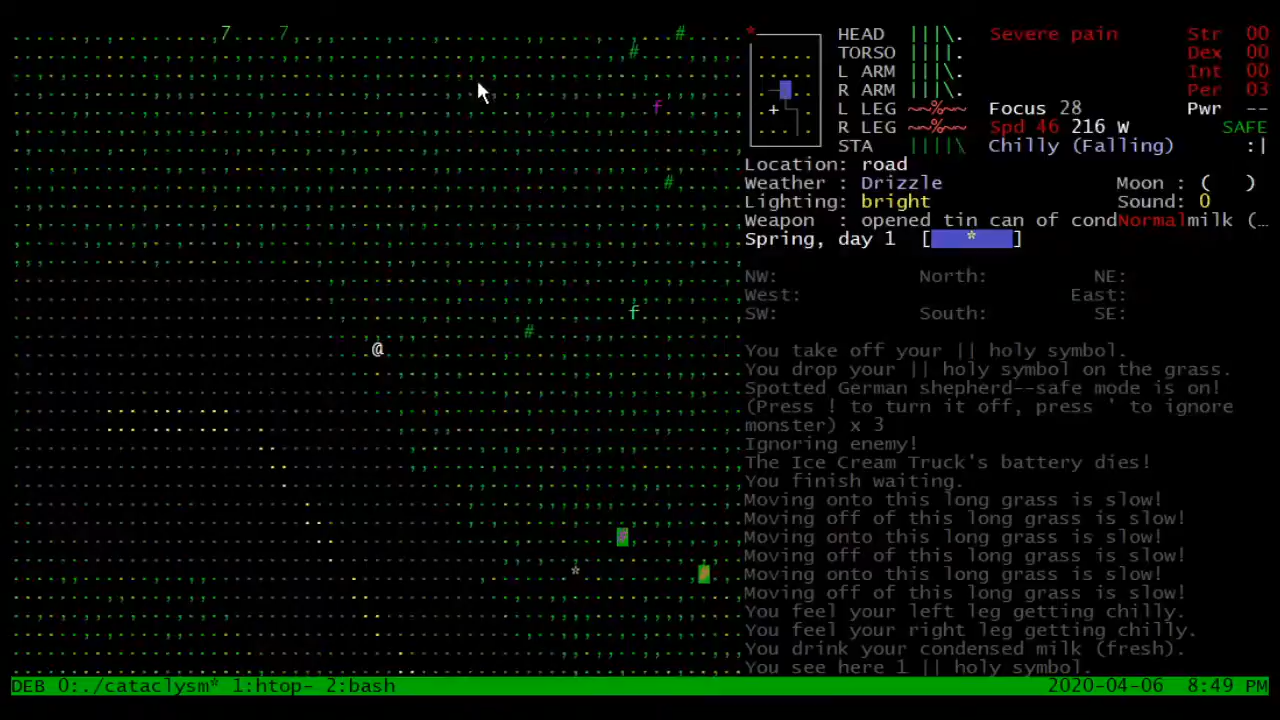 HEAD |||\. Severe pain Str 00
TORSO ||||. Dex 00
L ARM |||\. Int 00
R ARM |||\. Per 03
L LEG ~~%~~ Focus 28 Pwr --
R LEG ~~%~~ Spd 46 216 W SAFE
STA ||||\ Chilly (Falling) :|
Location: road
Weather : Drizzle Moon : (   )
Lighting: bright Sound: 0
Weapon  : opened tin can of condNormalmilk (…
Spring, day 1 [   *   ]
NW: North: NE:
West: East:
SW: South: SE:
You take off your || holy symbol.
You drop your || holy symbol on the grass.
Spotted German shepherd--safe mode is on!
(Press ! to turn it off, press ' to ignore
monster) x 3
Ignoring enemy!
The Ice Cream Truck's battery dies!
You finish waiting.
Moving onto this long grass is slow!
Moving off of this long grass is slow!
Moving onto this long grass is slow!
Moving off of this long grass is slow!
Moving onto this long grass is slow!
Moving off of this long grass is slow!
You feel your left leg getting chilly.
You feel your right leg getting chilly.
You drink your condensed milk (fresh).
You see here 1 || holy symbol.
DEB 0:./cataclysm* 1:htop- 2:bash 2020-04-06 8:49 PM